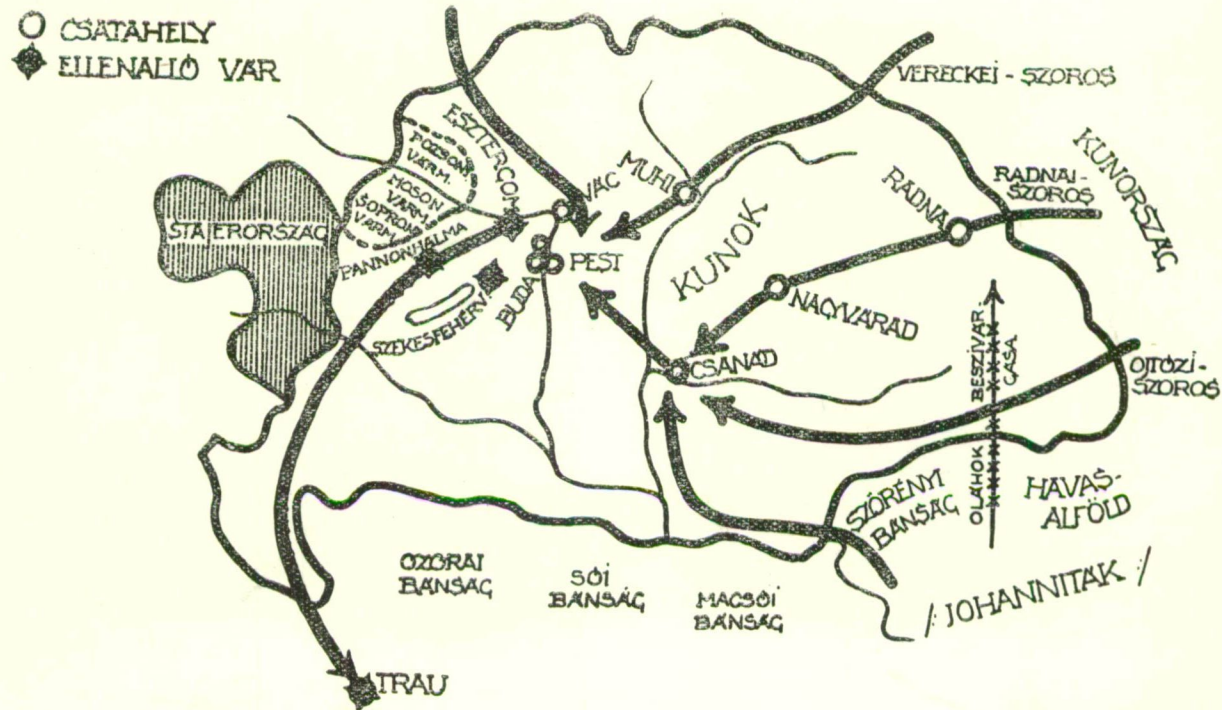 CSATAHELY
ELLENÁLLÓ VÁR
VERECKEI-SZOROS
KUNORSZÁG
RADNAI-
SZOROS
ESZTERGOM
POZSONY
VÁRM.
MOSON
VÁRM.
SOPRON
VÁRM.
VÁC
MUHI
RADNA
KUNOK
STÁJERORSZÁG
PANNONHALMA
PEST
BUDA
SZÉKESFEHÉRV
NAGYVÁRAD
CSANÁD
OLÁHOK BESZIVÁR-
GÁSA
OJTOZI-
SZOROS
SZÖRÉNYI
BÁNSÁG
HAVAS-
ALFÖLD
OZORAI
BÁNSÁG
SÓI
BÁNSÁG
MACSÓI
BÁNSÁG
/JOHANNITÁK/
TRAU